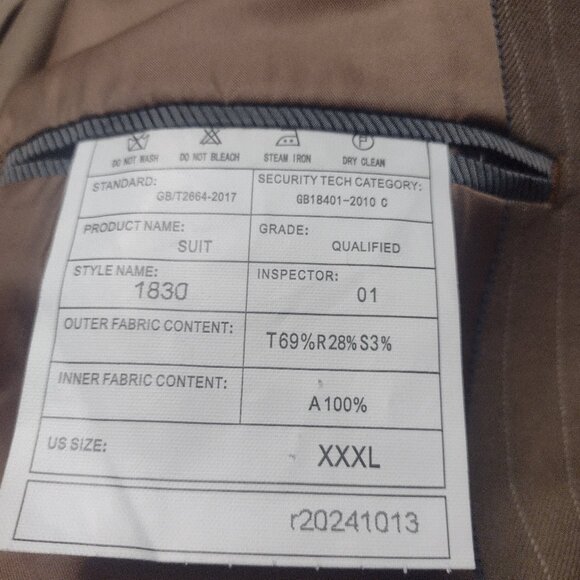 DO NOT WASH DO NOT BLEACH STEAM IRON DRY CLEAN
STANDARD: GB/T2664-2017
SECURITY TECH CATEGORY: GB18401-2010 C
PRODUCT NAME: SUIT
GRADE: QUALIFIED
STYLE NAME: 1830
INSPECTOR: 01
OUTER FABRIC CONTENT: T69%R28%S3%
INNER FABRIC CONTENT: A100%
US SIZE: XXXL
r20241013